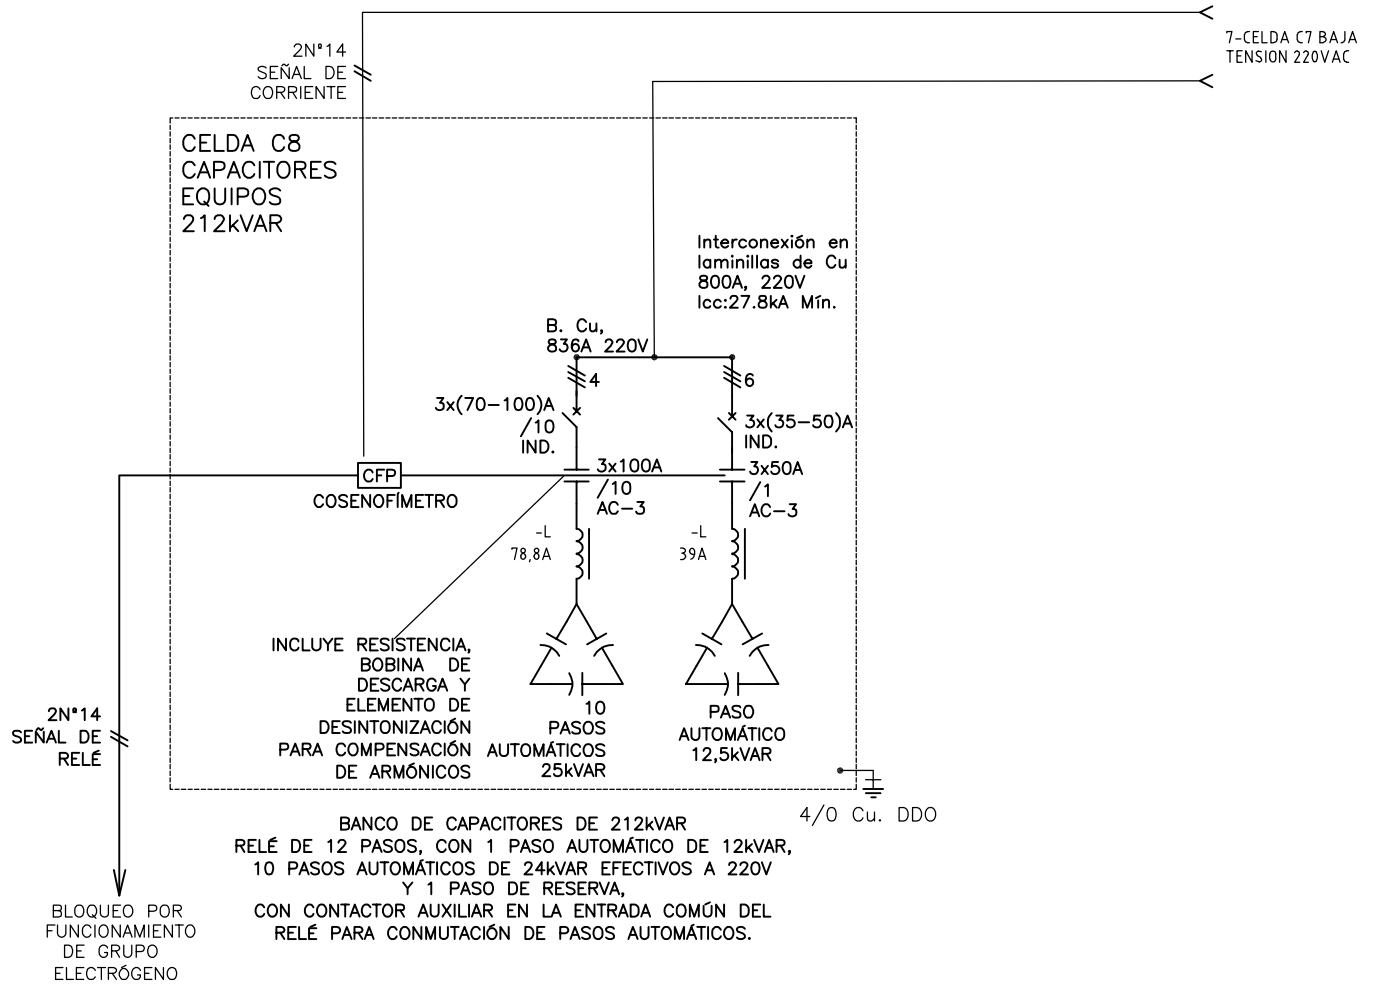 2N°14
SEÑAL DE
CORRIENTE
7-CELDA C7 BAJA
TENSION 220VAC
CELDA C8
CAPACITORES
EQUIPOS
212kVAR
Interconexión en
laminillas de Cu
800A, 220V
Icc:27.8kA Mín.
B. Cu,
836A 220V
4
6
3x(70-100)A
/10
IND.
3x(35-50)A
IND.
CFP
COSENOFÍMETRO
3x100A
/10
AC-3
3x50A
/1
AC-3
-L
78,8A
-L
39A
INCLUYE RESISTENCIA,
BOBINA DE
DESCARGA Y
ELEMENTO DE
DESINTONIZACIÓN
PARA COMPENSACIÓN
DE ARMÓNICOS
10
PASOS
AUTOMÁTICOS
25kVAR
PASO
AUTOMÁTICO
12,5kVAR
2N°14
SEÑAL DE
RELÉ
4/0 Cu. DDO
BANCO DE CAPACITORES DE 212kVAR
RELÉ DE 12 PASOS, CON 1 PASO AUTOMÁTICO DE 12kVAR,
10 PASOS AUTOMÁTICOS DE 24kVAR EFECTIVOS A 220V
Y 1 PASO DE RESERVA,
CON CONTACTOR AUXILIAR EN LA ENTRADA COMÚN DEL
RELÉ PARA CONMUTACIÓN DE PASOS AUTOMÁTICOS.
BLOQUEO POR
FUNCIONAMIENTO
DE GRUPO
ELECTRÓGENO